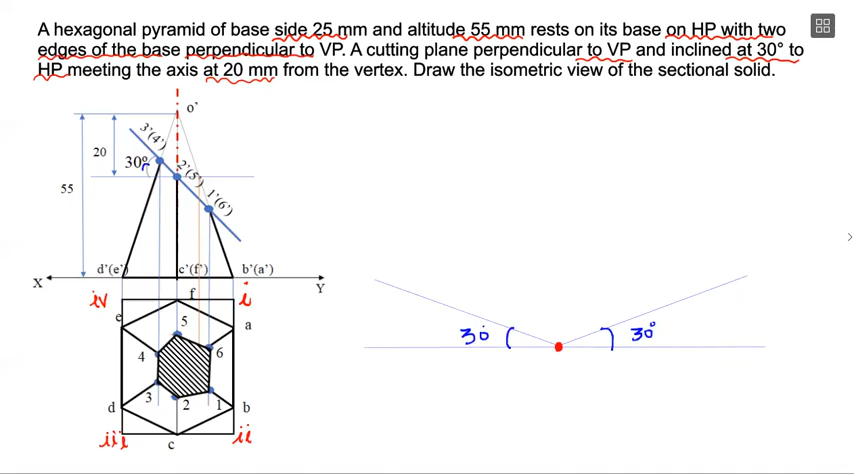 A hexagonal pyramid of base side 25 mm and altitude 55 mm rests on its base on HP with two
edges of the base perpendicular to VP. A cutting plane perpendicular to VP and inclined at 30° to
HP meeting the axis at 20 mm from the vertex. Draw the isometric view of the sectional solid.
o'
3'(4')
20
30°
2'(5')
1'(6')
55
d'(e')
c'(f')
b'(a')
X
Y
iv
f
i
e
5
a
4
6
3
2
1
d
b
iii
c
ii
30°
30°